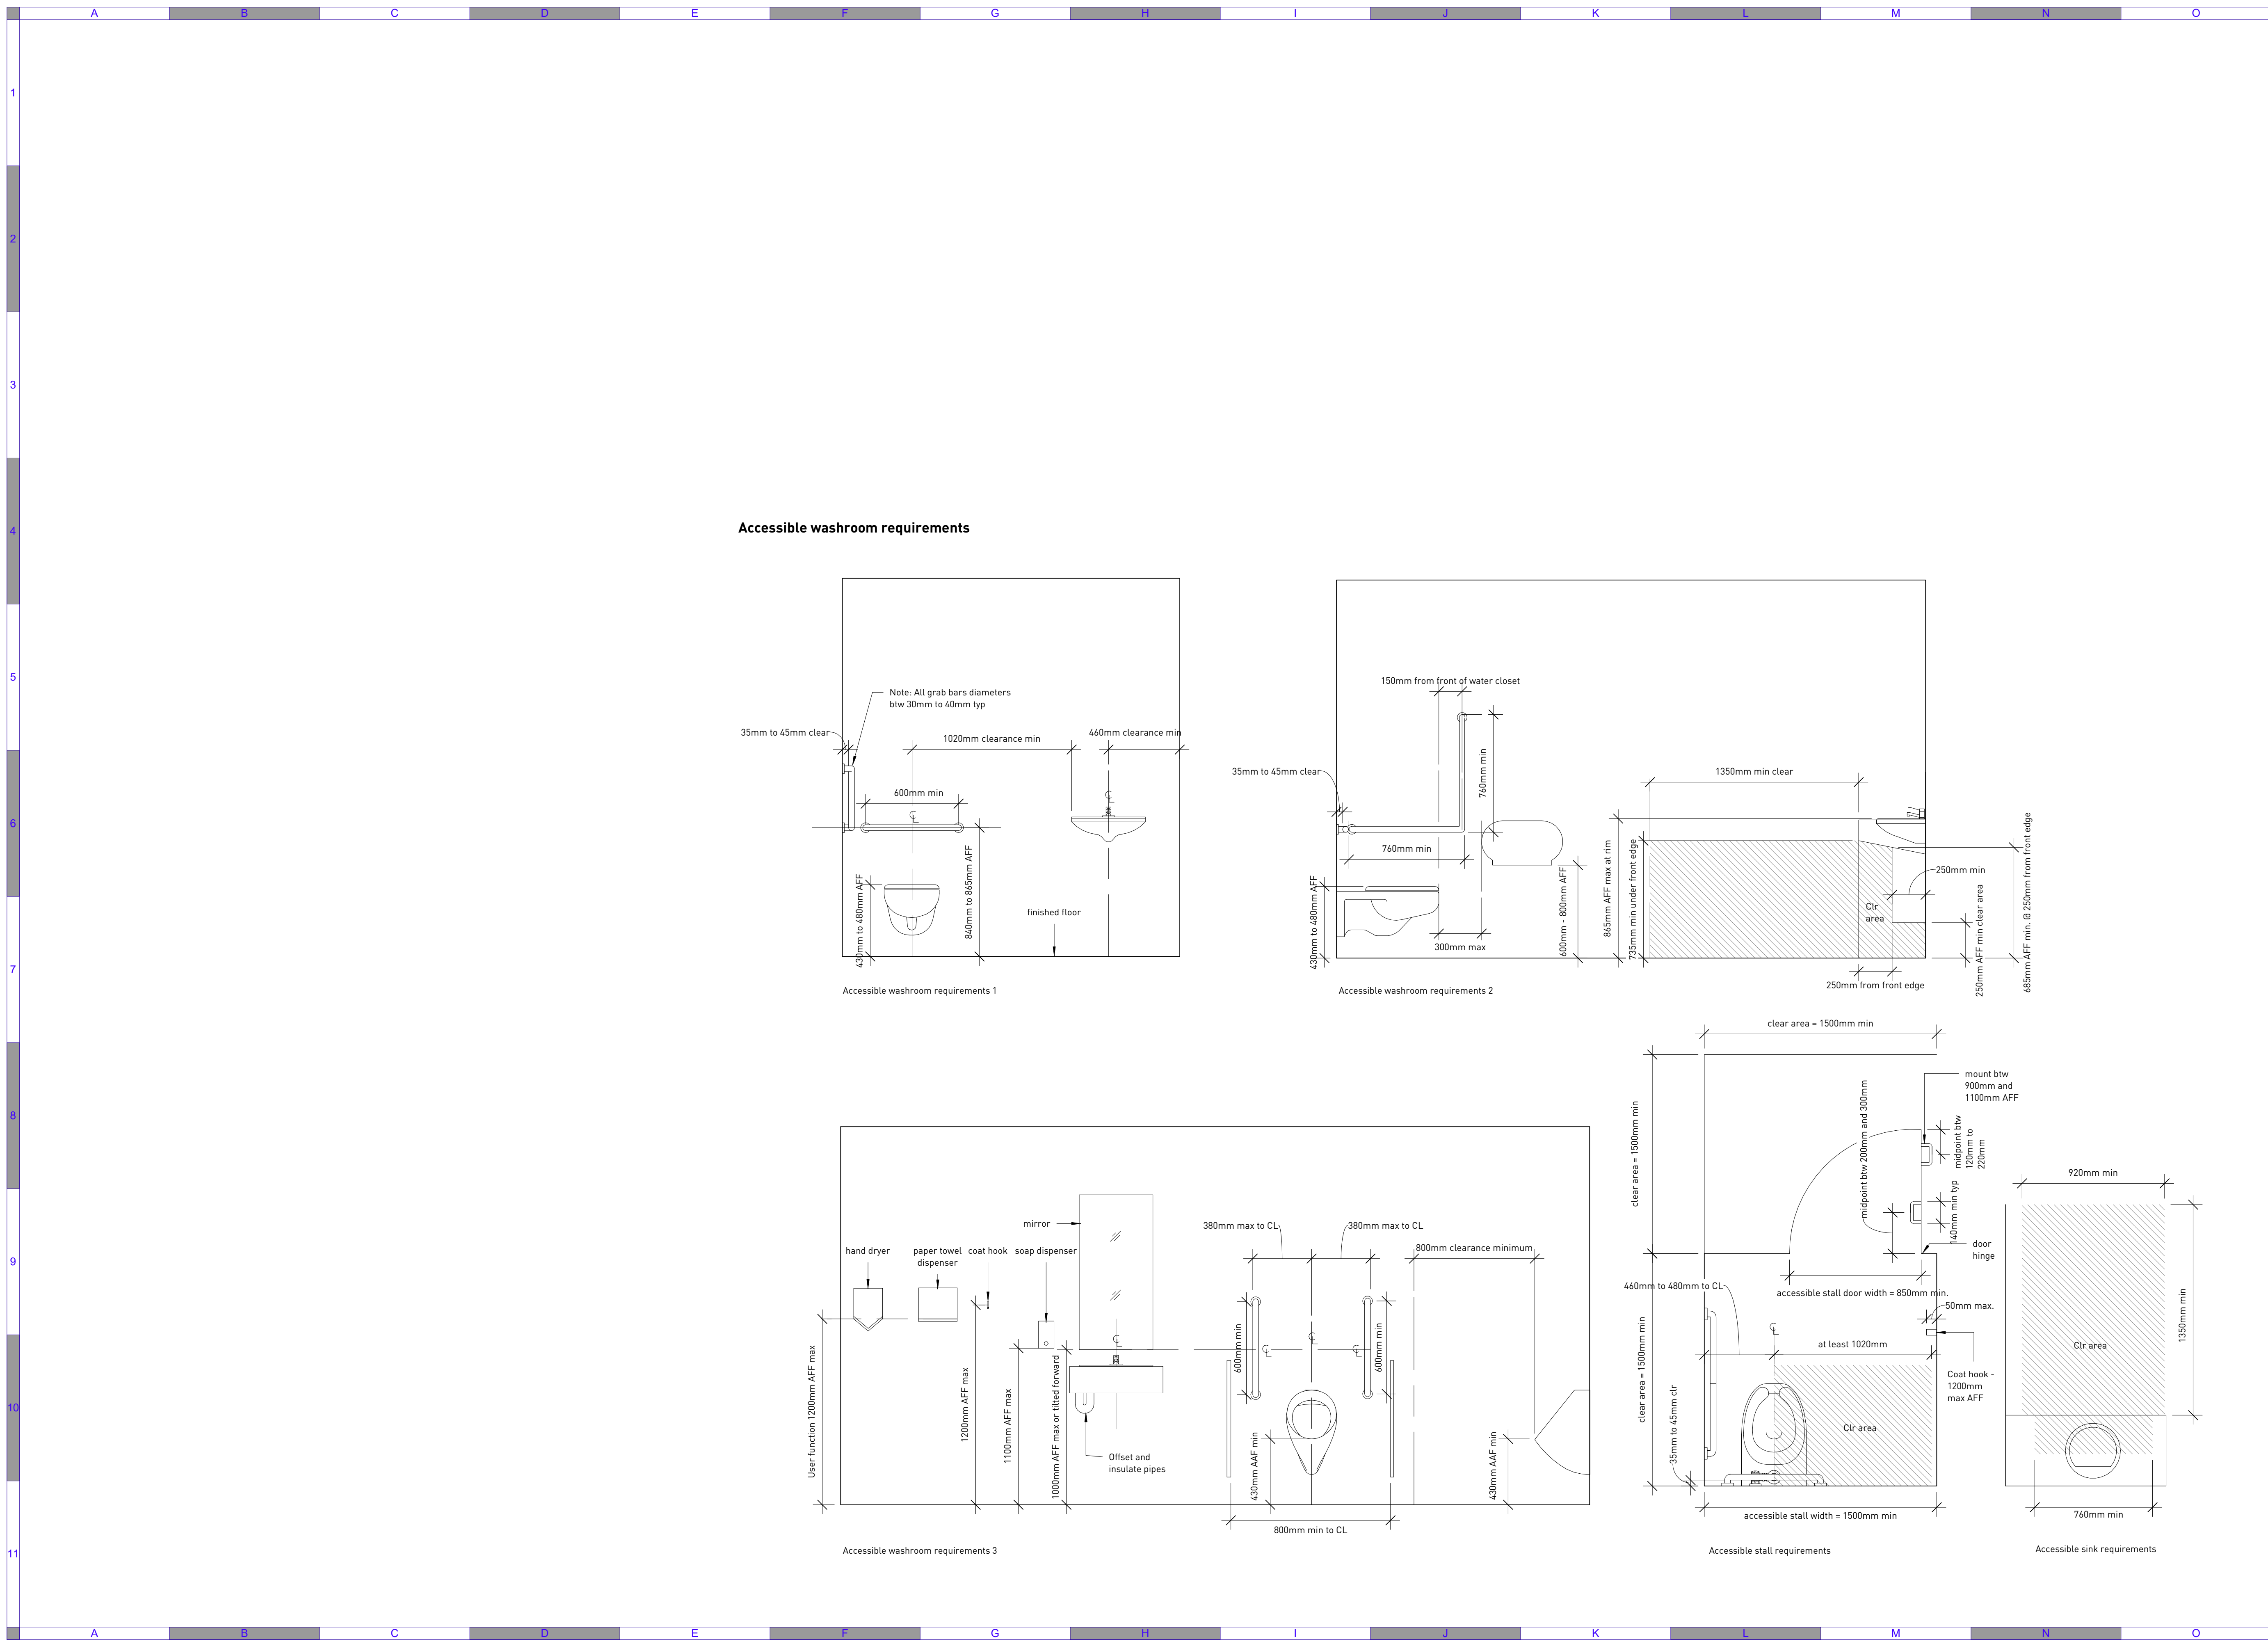 A B C D E F G H I J K L M N O
1
2
3
4
5
6
7
8
9
10
11
Accessible washroom requirements
Note: All grab bars diameters
btw 30mm to 40mm typ
35mm to 45mm clear
1020mm clearance min
460mm clearance min
600mm min
CL
CL
430mm to 480mm AFF
840mm to 865mm AFF
finished floor
Accessible washroom requirements 1
150mm from front of water closet
35mm to 45mm clear
760mm min
760mm min
430mm to 480mm AFF
300mm max
600mm - 800mm AFF
865mm AFF max at rim
735mm min under front edge
1350mm min clear
Clr
area
250mm min
250mm from front edge
250mm AFF min clear area
685mm AFF min. @ 250mm from front edge
Accessible washroom requirements 2
hand dryer
paper towel
dispenser
coat hook
soap dispenser
mirror
User function 1200mm AFF max
1200mm AFF max
1100mm AFF max
1000mm AFF max or tilted forward
CL
Offset and
insulate pipes
380mm max to CL
380mm max to CL
600mm min
600mm min
CL
CL
CL
430mm AAF min
800mm min to CL
800mm clearance minimum
430mm AAF min
Accessible washroom requirements 3
clear area = 1500mm min
clear area = 1500mm min
mount btw
900mm and
1100mm AFF
midpoint btw 200mm and 300mm
midpoint btw
120mm to
220mm
140mm min typ
door
hinge
accessible stall door width = 850mm min.
460mm to 480mm to CL
50mm max.
CL
at least 1020mm
clear area = 1500mm min
35mm to 45mm clr
Coat hook -
1200mm
max AFF
Clr area
accessible stall width = 1500mm min
Accessible stall requirements
920mm min
1350mm min
Clr area
760mm min
Accessible sink requirements
A B C D E F G H I J K L M N O